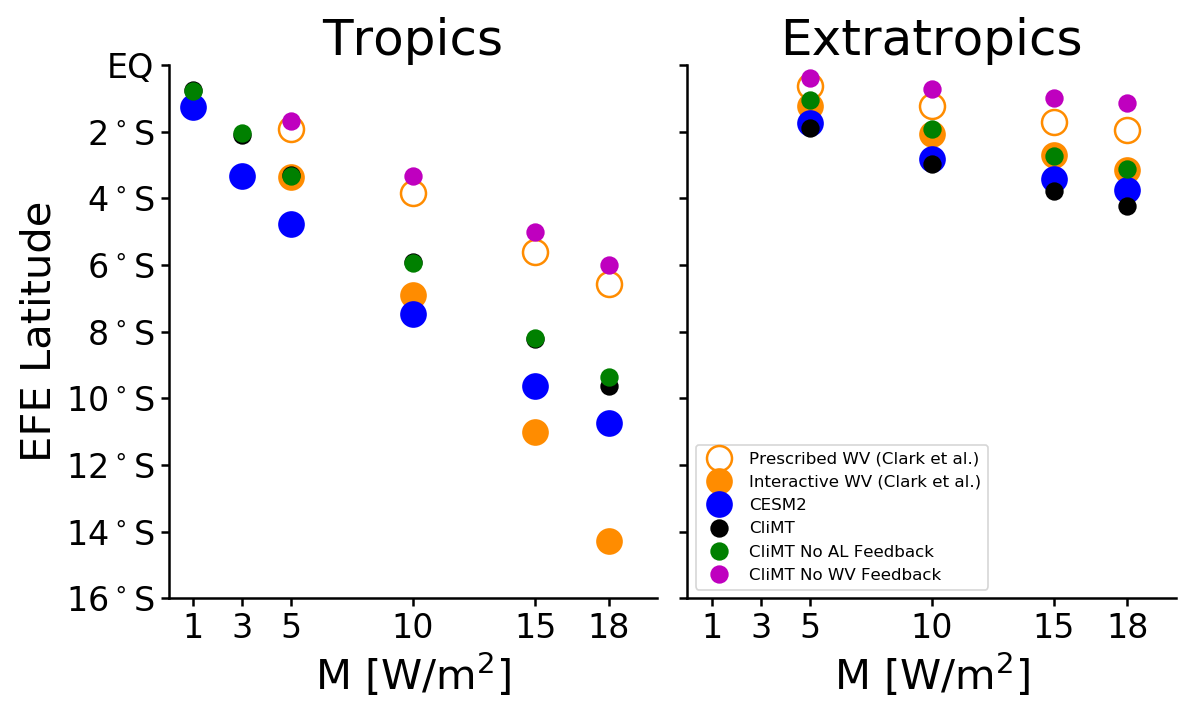 Tropics
Extratropics
EFE Latitude
EQ
2°S
4°S
6°S
8°S
10°S
12°S
14°S
16°S
1 3 5 10 15 18
M [W/m²]
Prescribed WV (Clark et al.)
Interactive WV (Clark et al.)
CESM2
CliMT
CliMT No AL Feedback
CliMT No WV Feedback
1 3 5 10 15 18
M [W/m²]